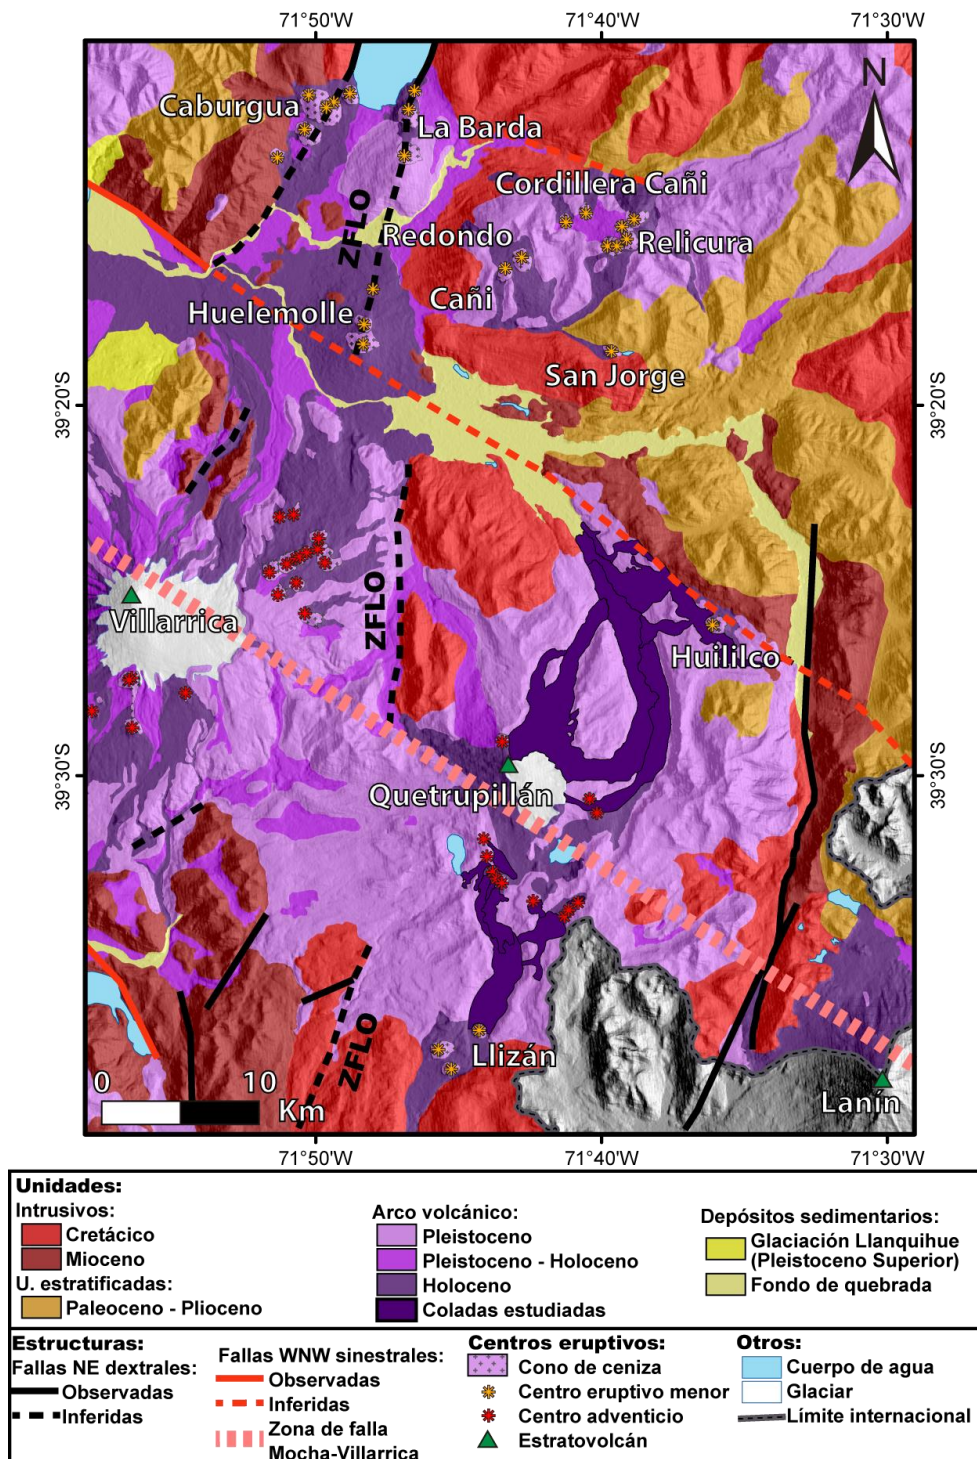 71°50'W 71°40'W 71°30'W
N
Caburgua
La Barda
Cordillera Cañi
ZFLO
Redondo
Relicura
Cañi
Huelemolle
San Jorge
39°20'S 39°20'S
ZFLO
Villarrica
Huililco
39°30'S 39°30'S
Quetrupillán
ZFLO
Llizán
0 10
Km
Lanín
71°50'W 71°40'W 71°30'W
Unidades:
Intrusivos:
Cretácico
Mioceno
U. estratificadas:
Paleoceno - Plioceno
Arco volcánico:
Pleistoceno
Pleistoceno - Holoceno
Holoceno
Coladas estudiadas
Depósitos sedimentarios:
Glaciación Llanquihue
(Pleistoceno Superior)
Fondo de quebrada
Estructuras:
Fallas NE dextrales:
Observadas
Inferidas
Fallas WNW sinestrales:
Observadas
Inferidas
Zona de falla
Mocha-Villarrica
Centros eruptivos:
Cono de ceniza
Centro eruptivo menor
Centro adventicio
Estratovolcán
Otros:
Cuerpo de agua
Glaciar
Límite internacional